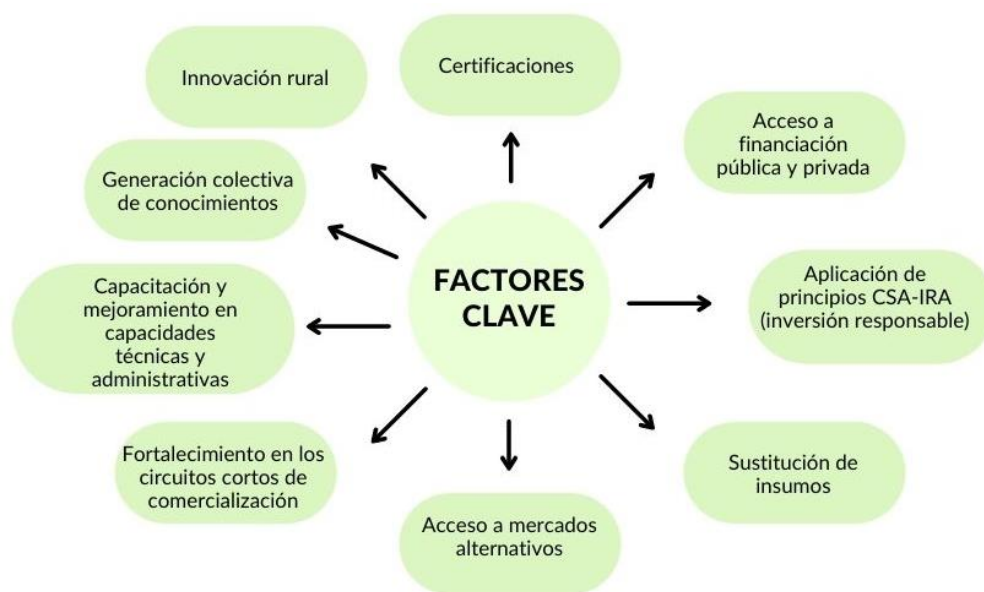 Innovación rural
Certificaciones
Acceso a
financiación
pública y privada
Generación colectiva
de conocimientos
FACTORES
CLAVE
Aplicación de
principios CSA-IRA
(inversión responsable)
Capacitación y
mejoramiento en
capacidades
técnicas y
administrativas
Fortalecimiento en los
circuitos cortos de
comercialización
Sustitución de
insumos
Acceso a mercados
alternativos